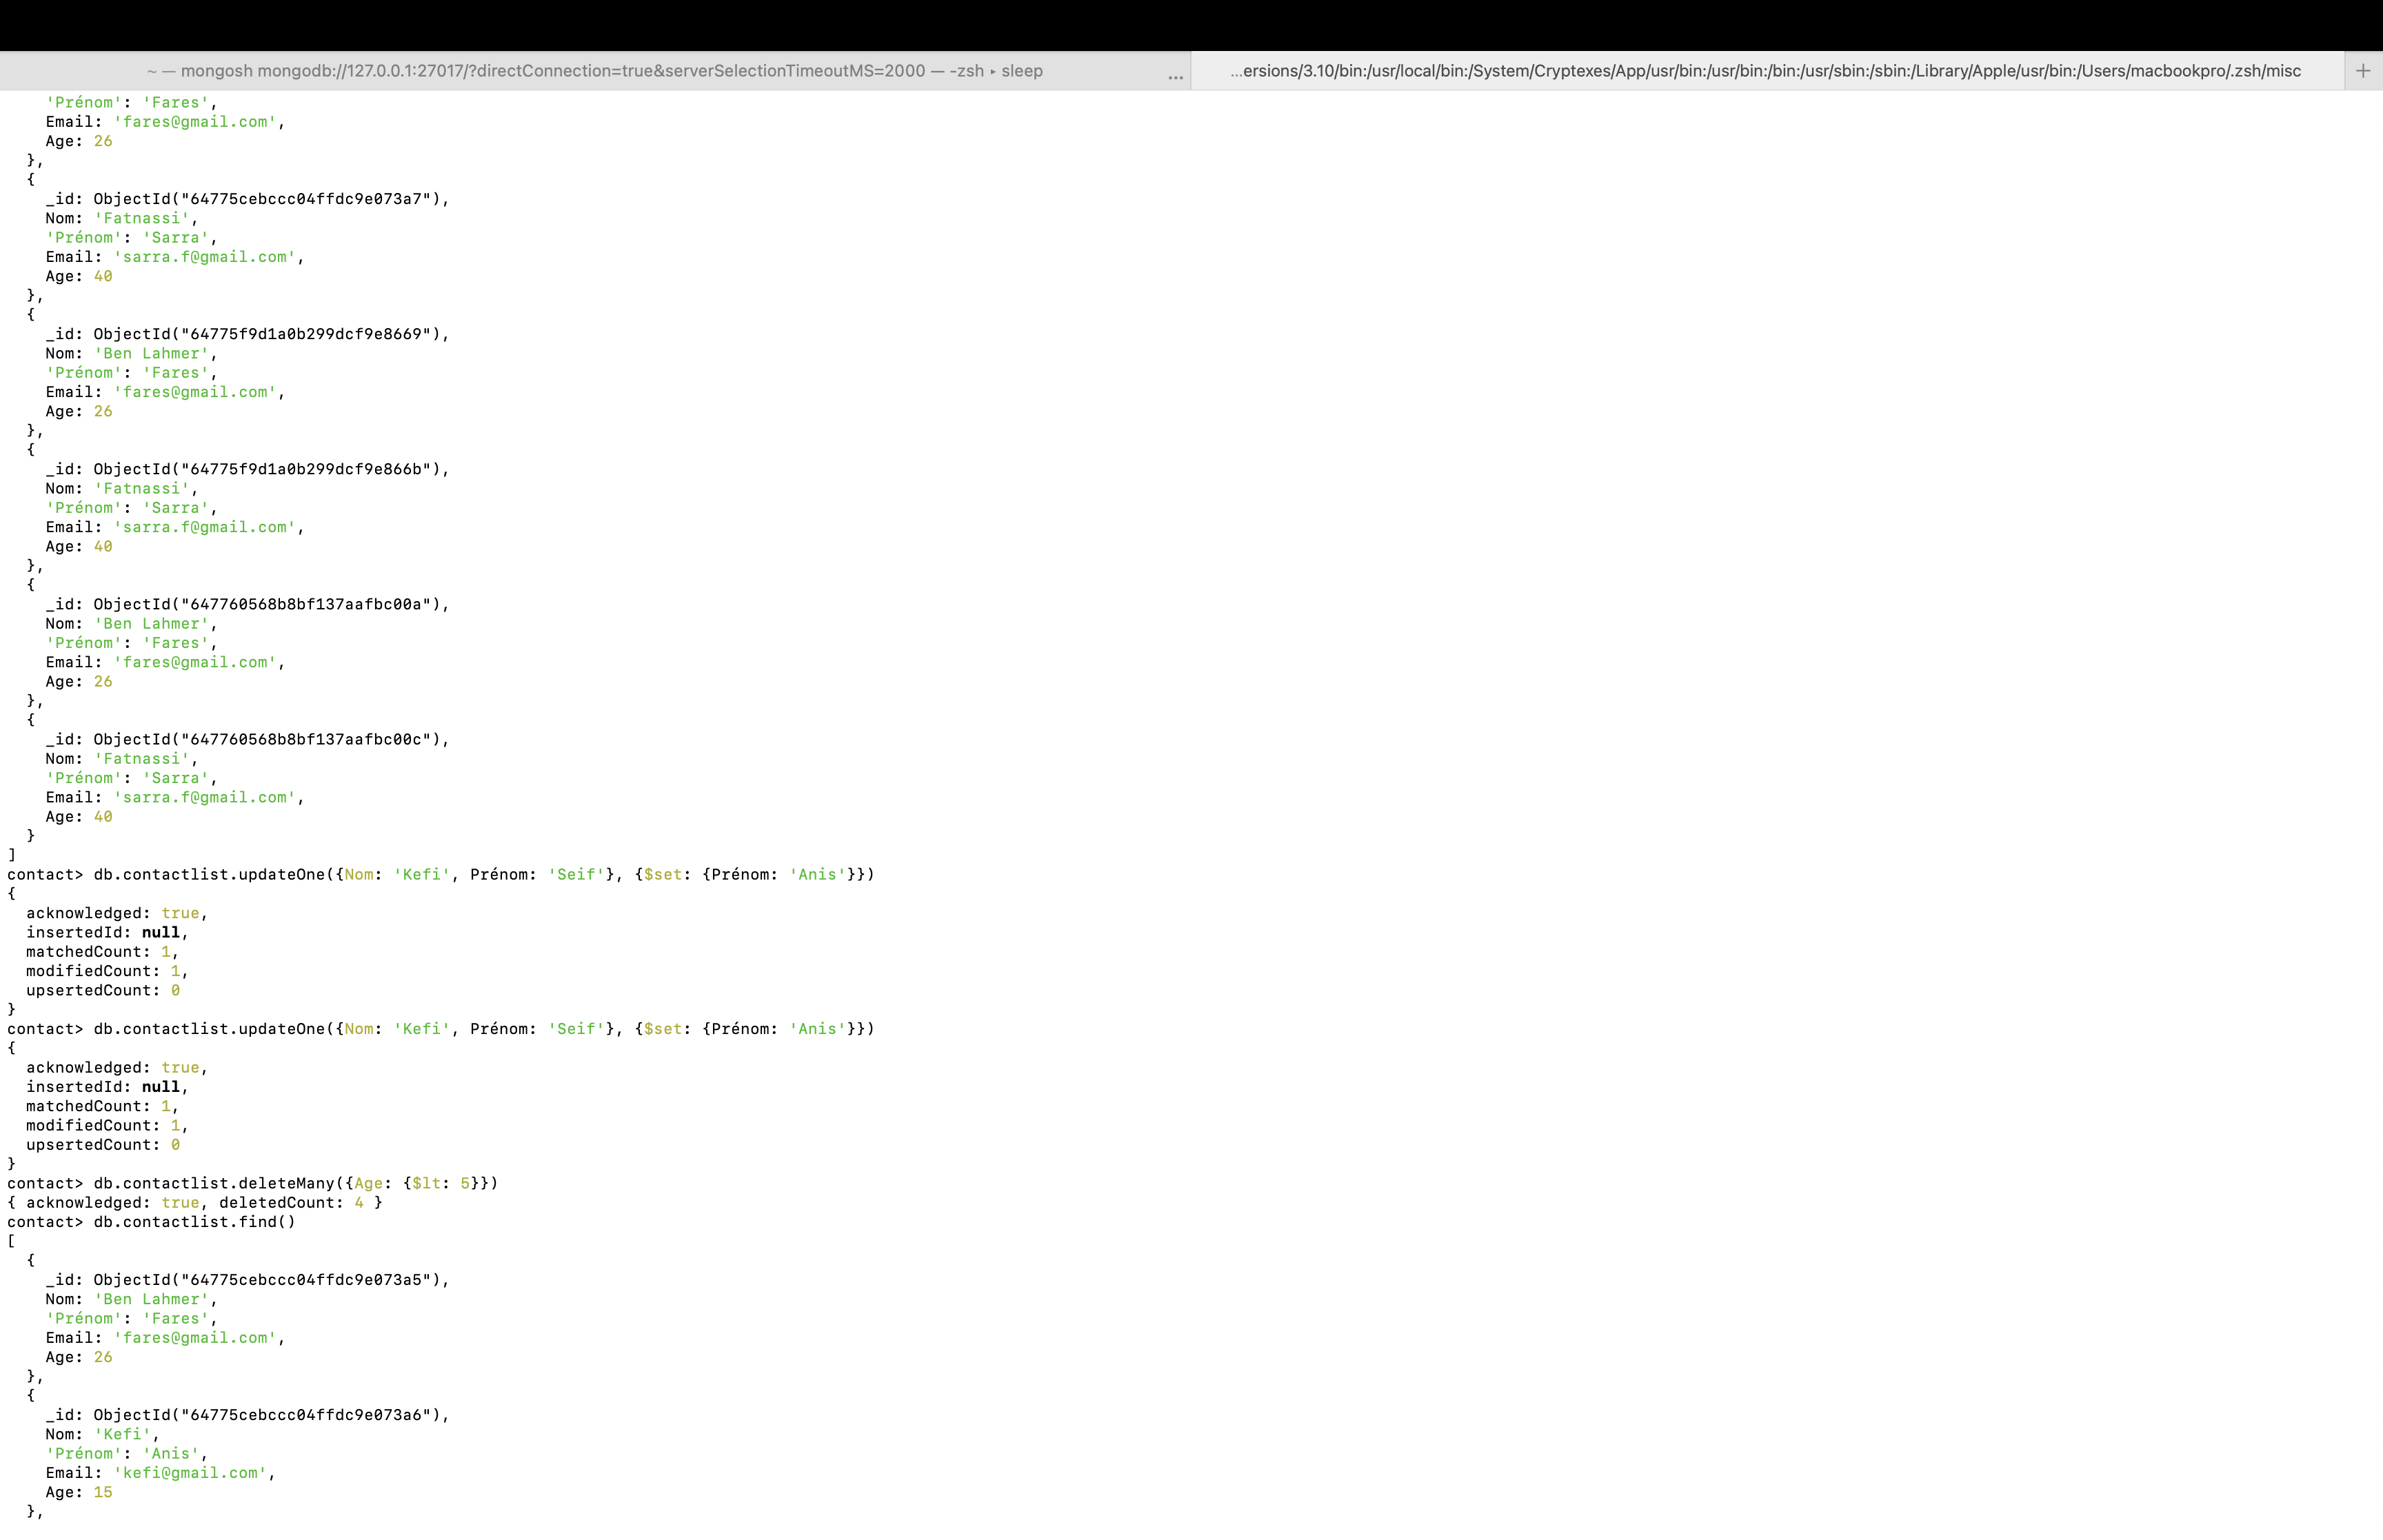 ~ — mongosh mongodb://127.0.0.1:27017/?directConnection=true&serverSelectionTimeoutMS=2000 — -zsh ▸ sleep ...
...ersions/3.10/bin:/usr/local/bin:/System/Cryptexes/App/usr/bin:/usr/bin:/bin:/usr/sbin:/sbin:/Library/Apple/usr/bin:/Users/macbookpro/.zsh/misc +
    'Prénom': 'Fares',
    Email: 'fares@gmail.com',
    Age: 26
  },
  {
    _id: ObjectId("64775cebccc04ffdc9e073a7"),
    Nom: 'Fatnassi',
    'Prénom': 'Sarra',
    Email: 'sarra.f@gmail.com',
    Age: 40
  },
  {
    _id: ObjectId("64775f9d1a0b299dcf9e8669"),
    Nom: 'Ben Lahmer',
    'Prénom': 'Fares',
    Email: 'fares@gmail.com',
    Age: 26
  },
  {
    _id: ObjectId("64775f9d1a0b299dcf9e866b"),
    Nom: 'Fatnassi',
    'Prénom': 'Sarra',
    Email: 'sarra.f@gmail.com',
    Age: 40
  },
  {
    _id: ObjectId("647760568b8bf137aafbc00a"),
    Nom: 'Ben Lahmer',
    'Prénom': 'Fares',
    Email: 'fares@gmail.com',
    Age: 26
  },
  {
    _id: ObjectId("647760568b8bf137aafbc00c"),
    Nom: 'Fatnassi',
    'Prénom': 'Sarra',
    Email: 'sarra.f@gmail.com',
    Age: 40
  }
]
contact> db.contactlist.updateOne({Nom: 'Kefi', Prénom: 'Seif'}, {$set: {Prénom: 'Anis'}})
{
  acknowledged: true,
  insertedId: null,
  matchedCount: 1,
  modifiedCount: 1,
  upsertedCount: 0
}
contact> db.contactlist.updateOne({Nom: 'Kefi', Prénom: 'Seif'}, {$set: {Prénom: 'Anis'}})
{
  acknowledged: true,
  insertedId: null,
  matchedCount: 1,
  modifiedCount: 1,
  upsertedCount: 0
}
contact> db.contactlist.deleteMany({Age: {$lt: 5}})
{ acknowledged: true, deletedCount: 4 }
contact> db.contactlist.find()
[
  {
    _id: ObjectId("64775cebccc04ffdc9e073a5"),
    Nom: 'Ben Lahmer',
    'Prénom': 'Fares',
    Email: 'fares@gmail.com',
    Age: 26
  },
  {
    _id: ObjectId("64775cebccc04ffdc9e073a6"),
    Nom: 'Kefi',
    'Prénom': 'Anis',
    Email: 'kefi@gmail.com',
    Age: 15
  },